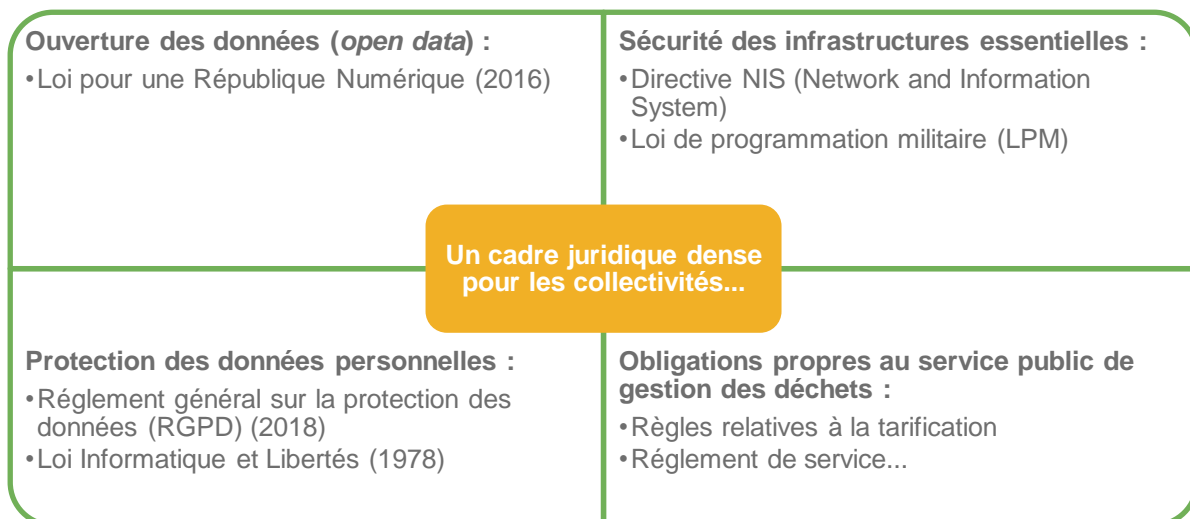 Ouverture des données (open data) :
•Loi pour une République Numérique (2016)
Sécurité des infrastructures essentielles :
•Directive NIS (Network and Information
System)
•Loi de programmation militaire (LPM)
Un cadre juridique dense
pour les collectivités...
Protection des données personnelles :
•Réglement général sur la protection des
données (RGPD) (2018)
•Loi Informatique et Libertés (1978)
Obligations propres au service public de
gestion des déchets :
•Règles relatives à la tarification
•Réglement de service...